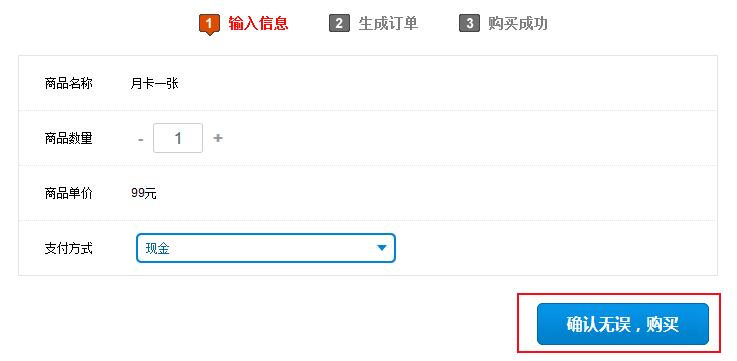 1 输入信息 2 生成订单 3 购买成功
商品名称 月卡一张
商品数量 - 1 +
商品单价 99元
支付方式 现金
确认无误，购买